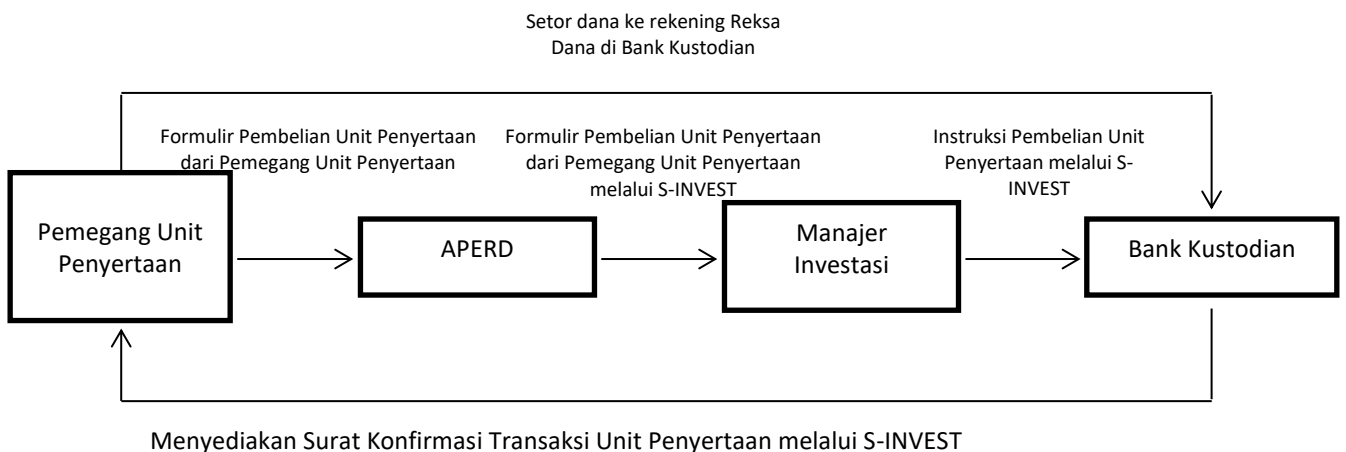 Setor dana ke rekening Reksa
Dana di Bank Kustodian
Formulir Pembelian Unit Penyertaan
dari Pemegang Unit Penyertaan
Formulir Pembelian Unit Penyertaan
dari Pemegang Unit Penyertaan
melalui S-INVEST
Instruksi Pembelian Unit
Penyertaan melalui S-
INVEST
Pemegang Unit
Penyertaan
APERD
Manajer
Investasi
Bank Kustodian
Menyediakan Surat Konfirmasi Transaksi Unit Penyertaan melalui S-INVEST